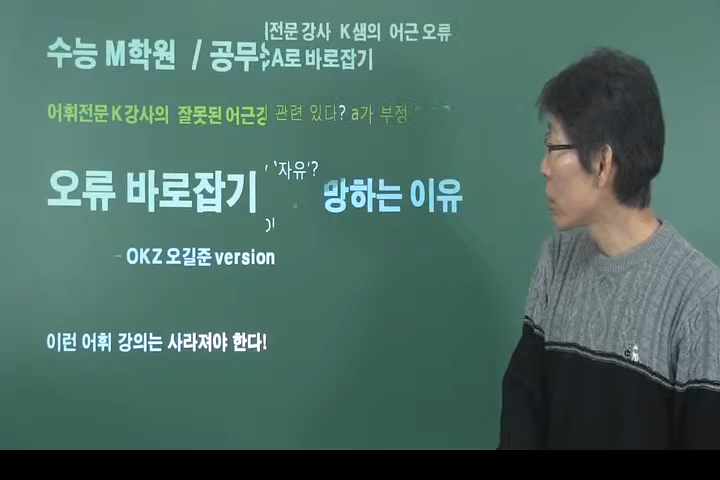 |전문 강사 K샘의 어근 오류
수능 M학원 / 공무 A로 바로잡기
어휘전문 K강사의 잘못된 어근강 관련 있다? a가 부정
'자유'?
오류 바로잡기 망하는 이유
- OKZ 오길준 version
이런 어휘 강의는 사라져야 한다!